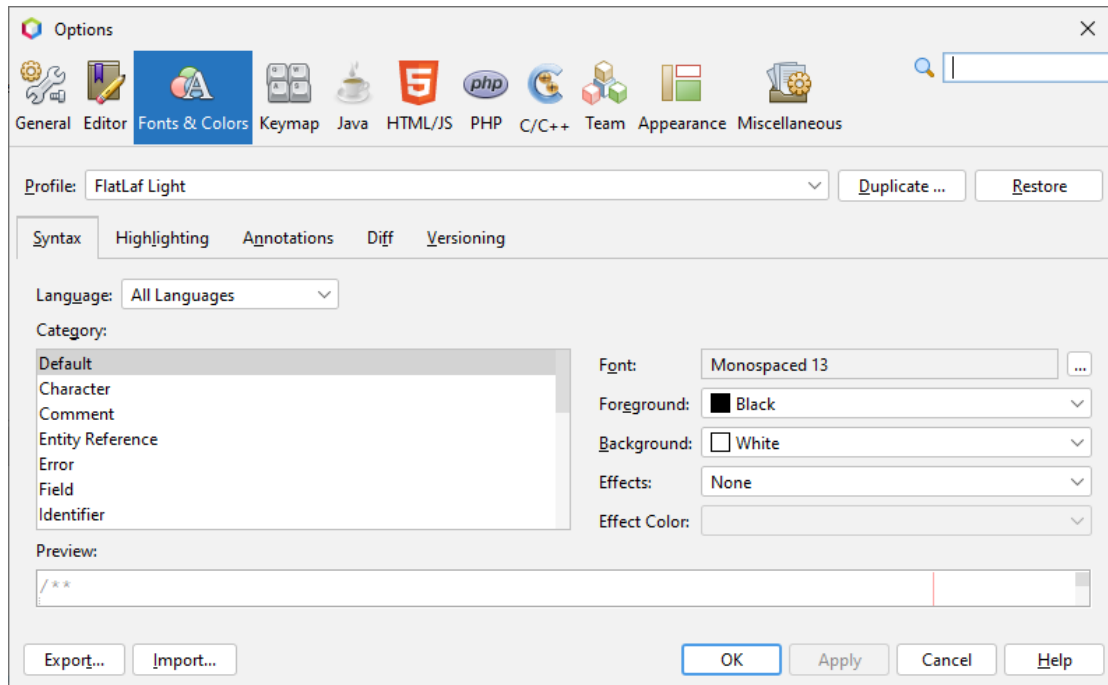 Options
General Editor Fonts & Colors Keymap Java HTML/JS PHP C/C++ Team Appearance Miscellaneous
php
Profile: FlatLaf Light Duplicate ... Restore
Syntax Highlighting Annotations Diff Versioning
Language: All Languages
Category:
Default
Character
Comment
Entity Reference
Error
Field
Identifier
Font: Monospaced 13 ...
Foreground: Black
Background: White
Effects: None
Effect Color:
Preview:
/**
Export... Import... OK Apply Cancel Help